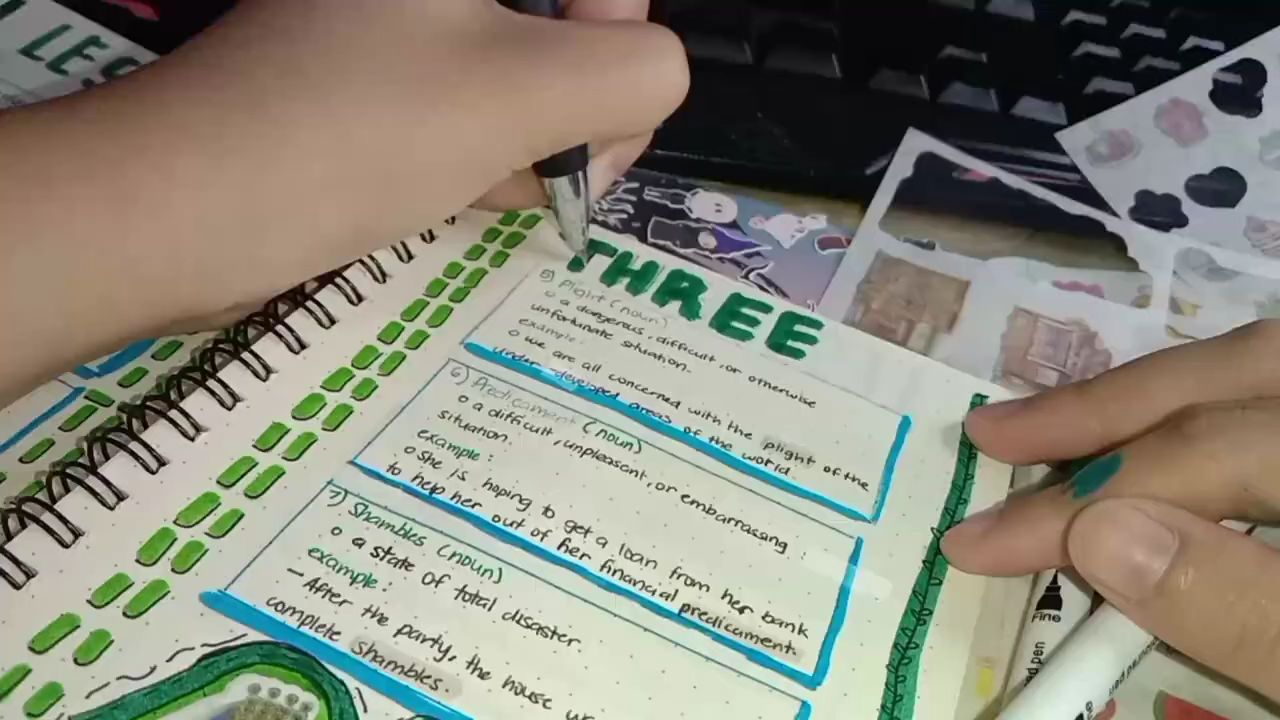 LES
THREE
5) Plight (noun)
o a dangerous, difficult, or otherwise
unfortunate situation.
example:
o we are all concerned with the plight of the
under-developed areas of the world.
6) Predicament (noun)
o a difficult, unpleasant, or embarrasang
situation.
example:
o She is hoping to get a loan from her bank
to help her out of her financial predicament.
7) Shambles (noun)
o a state of total disaster
example:
– After the party, the house
complete shambles.
Fine